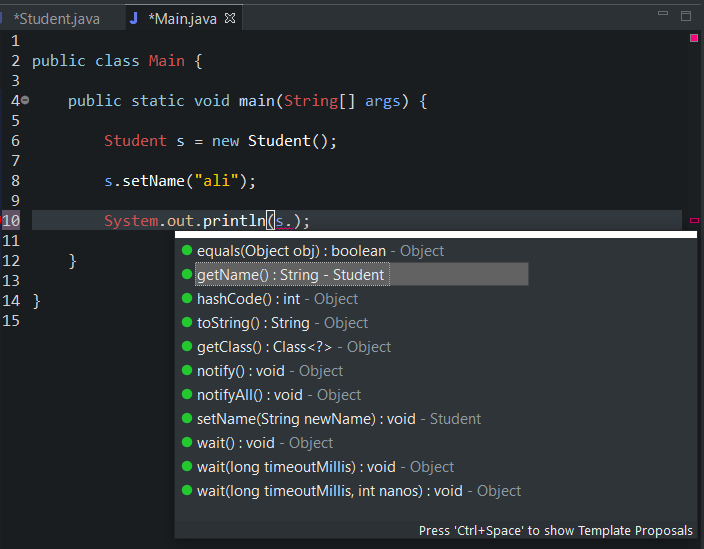 *Student.java J *Main.java
1
2 public class Main {
3
4 public static void main(String[] args) {
5
6 Student s = new Student();
7
8 s.setName("ali");
9
10 System.out.println(s.);
11
12 }
13
14 }
15
equals(Object obj) : boolean - Object
getName() : String - Student
hashCode() : int - Object
toString() : String - Object
getClass() : Class<?> - Object
notify() : void - Object
notifyAll() : void - Object
setName(String newName) : void - Student
wait() : void - Object
wait(long timeoutMillis) : void - Object
wait(long timeoutMillis, int nanos) : void - Object
Press 'Ctrl+Space' to show Template Proposals